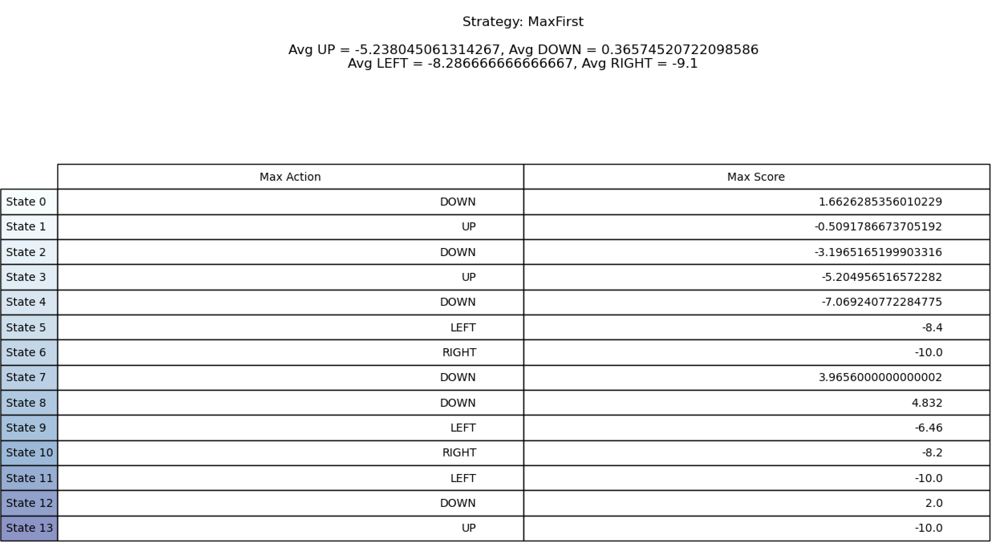 Strategy: MaxFirst
Avg UP = -5.238045061314267, Avg DOWN = 0.36574520722098586
Avg LEFT = -8.286666666666667, Avg RIGHT = -9.1
Max Action Max Score
State 0 DOWN 1.6626285356010229
State 1 UP -0.5091786673705192
State 2 DOWN -3.1965165199903316
State 3 UP -5.204956516572282
State 4 DOWN -7.069240772284775
State 5 LEFT -8.4
State 6 RIGHT -10.0
State 7 DOWN 3.9656000000000002
State 8 DOWN 4.832
State 9 LEFT -6.46
State 10 RIGHT -8.2
State 11 LEFT -10.0
State 12 DOWN 2.0
State 13 UP -10.0